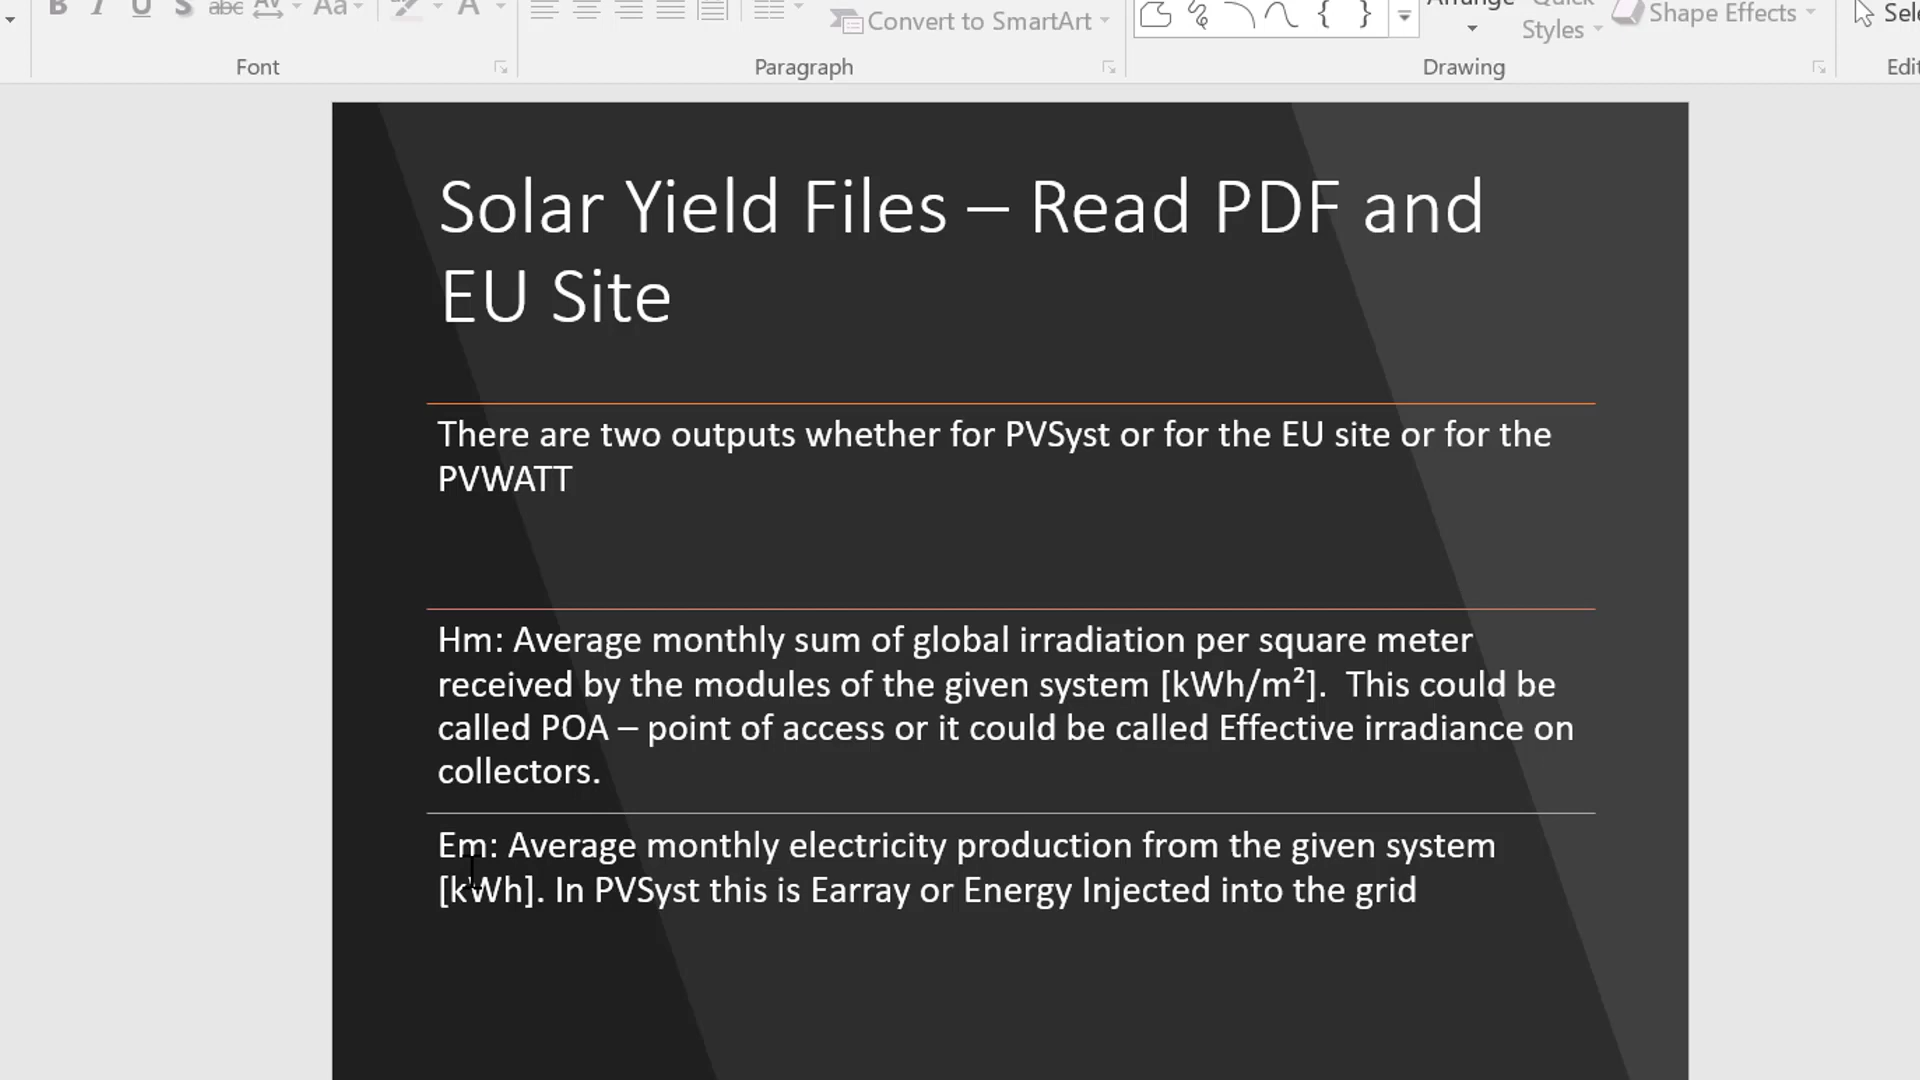 B I U S abc AV Aa A
Convert to SmartArt
Styles
Shape Effects
Font
Paragraph
Drawing
Solar Yield Files – Read PDF and
EU Site
There are two outputs whether for PVSyst or for the EU site or for the
PVWATT
Hm: Average monthly sum of global irradiation per square meter
received by the modules of the given system [kWh/m²].  This could be
called POA – point of access or it could be called Effective irradiance on
collectors.
Em: Average monthly electricity production from the given system
[kWh]. In PVSyst this is Earray or Energy Injected into the grid